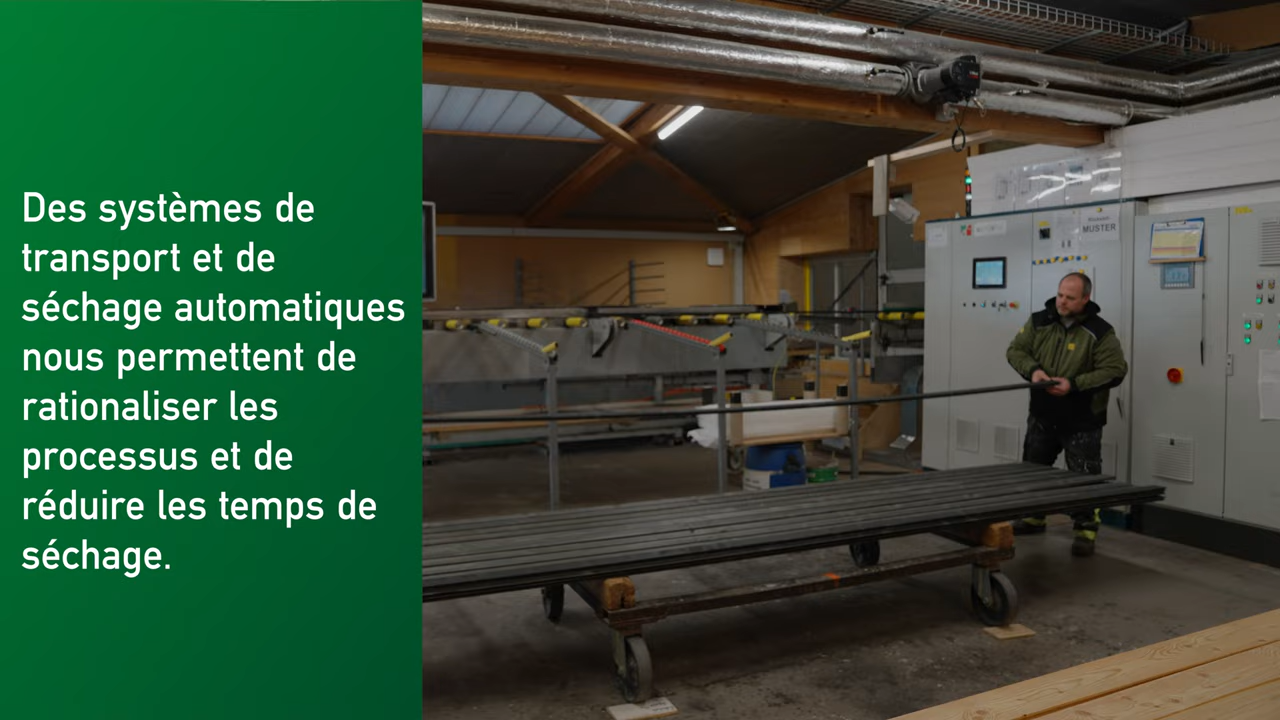 Des systèmes de
transport et de
séchage automatiques
nous permettent de
rationaliser les
processus et de
réduire les temps de
séchage.
MUSTER